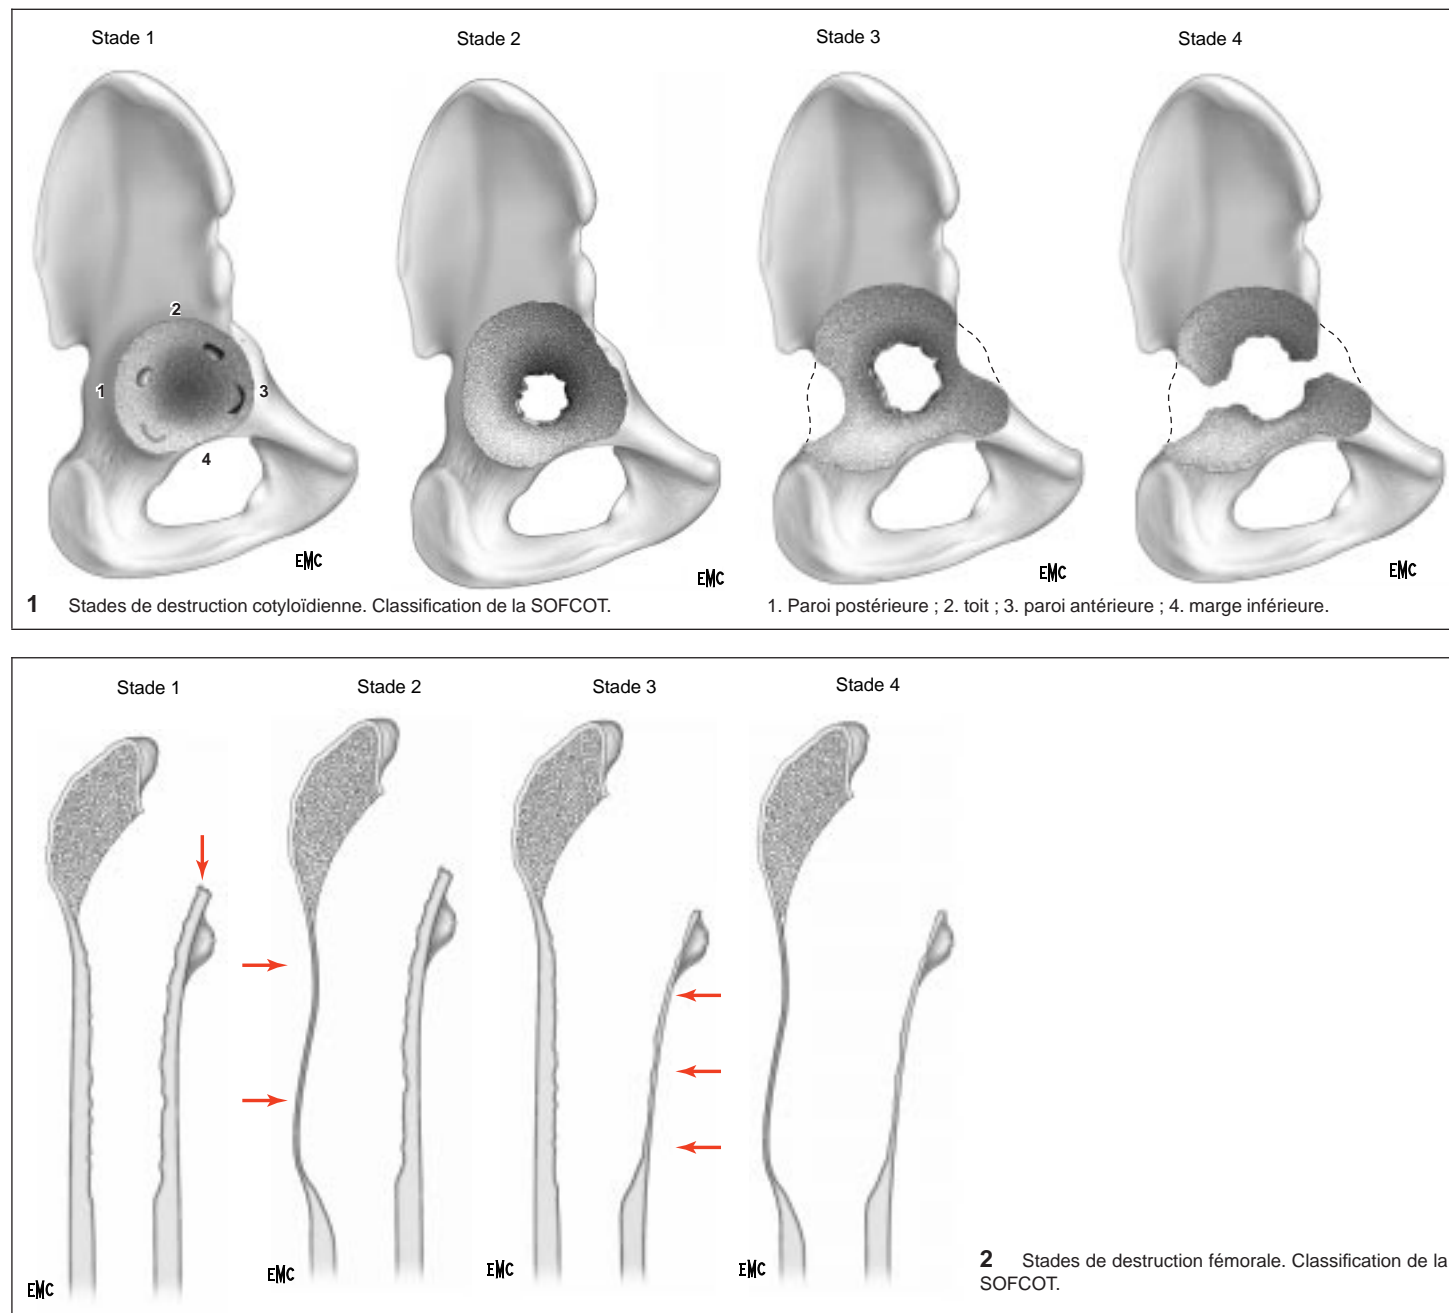 Stade 1
Stade 2
Stade 3
Stade 4
2
1
3
4
EMC
EMC
EMC
EMC
1 Stades de destruction cotyloïdienne. Classification de la SOFCOT.
1. Paroi postérieure ; 2. toit ; 3. paroi antérieure ; 4. marge inférieure.
Stade 1
Stade 2
Stade 3
Stade 4
EMC
EMC
EMC
EMC
2 Stades de destruction fémorale. Classification de la
SOFCOT.